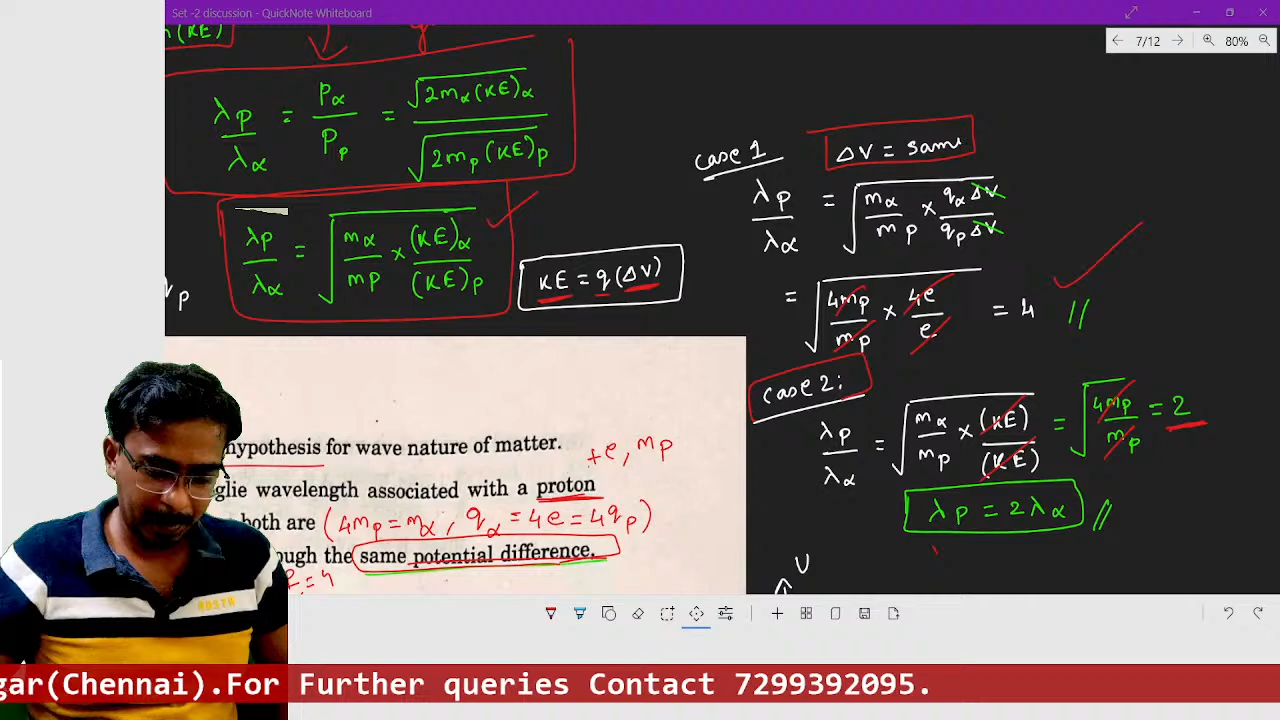 Set -2 discussion - QuickNote Whiteboard
7/12
80%
(KE)
λp/λα = Pα/Pp = √2mα(KE)α / √2mp(KE)p
λp/λα = √(mα/mp × (KE)α/(KE)p)
KE = q(ΔV)
case 1
ΔV = same
λp/λα = √(mα/mp × qαΔV/qpΔV)
= √(4mp/mp × 4e/e) = 4 //
case 2:
λp/λα = √(mα/mp × (KE)/(KE)) = √(4mp/mp) = 2
λp = 2λα //
U
hypothesis for wave nature of matter.
+e, mp
glie wavelength associated with a proton
both are (4mp = mα, qα = 4e = 4qp)
ough the same potential difference.
= 4
gar(Chennai).For Further queries Contact 7299392095.